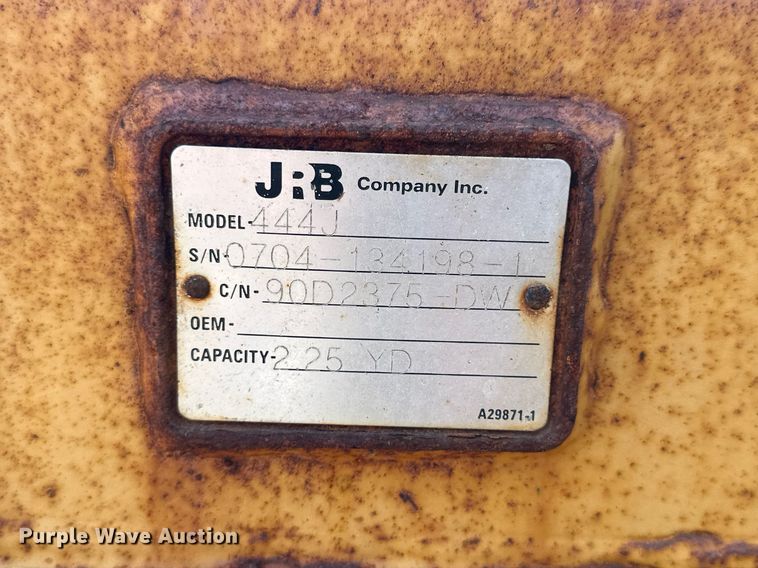 JRB Company Inc.
MODEL-444J
S/N-0704-134198-1
C/N-90D2375-DW
OEM-
CAPACITY-2.25 YD
A29871-1
Purple Wave Auction®